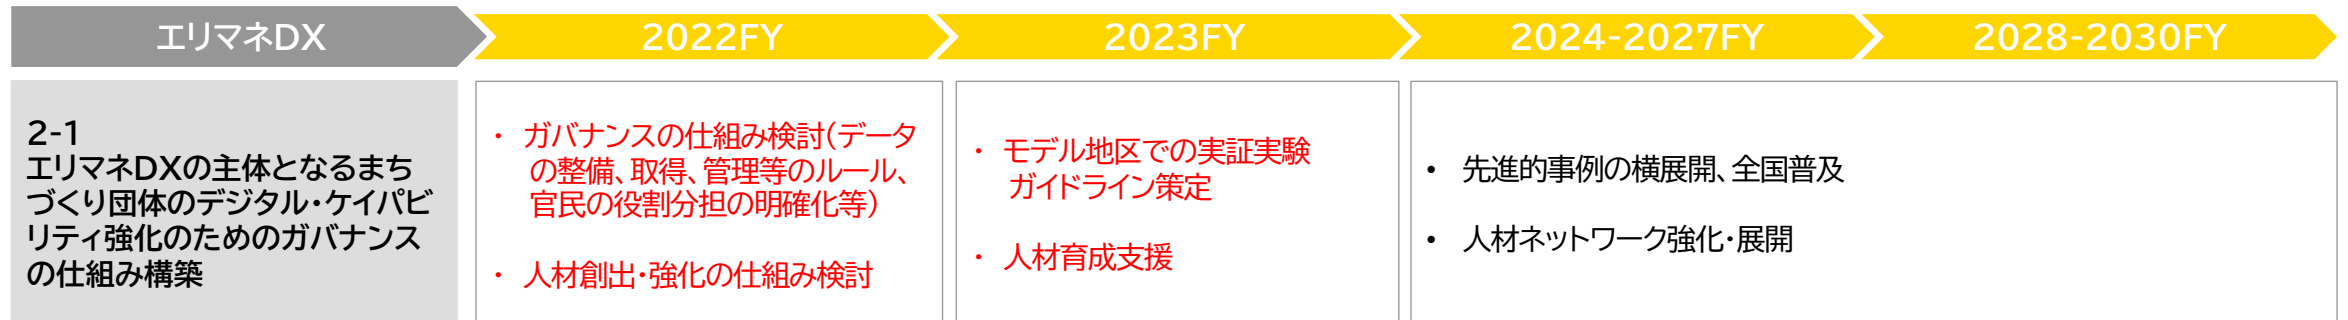 エリマネDX
2022FY
2023FY
2024-2027FY
2028-2030FY
2-1
エリマネDXの主体となるまち
づくり団体のデジタル・ケイパビ
リティ強化のためのガバナンス
の仕組み構築
・ ガバナンスの仕組み検討(データ
の整備、取得、管理等のルール、
官民の役割分担の明確化等)
・ 人材創出・強化の仕組み検討
・ モデル地区での実証実験
ガイドライン策定
・ 人材育成支援
• 先進的事例の横展開、全国普及
• 人材ネットワーク強化・展開